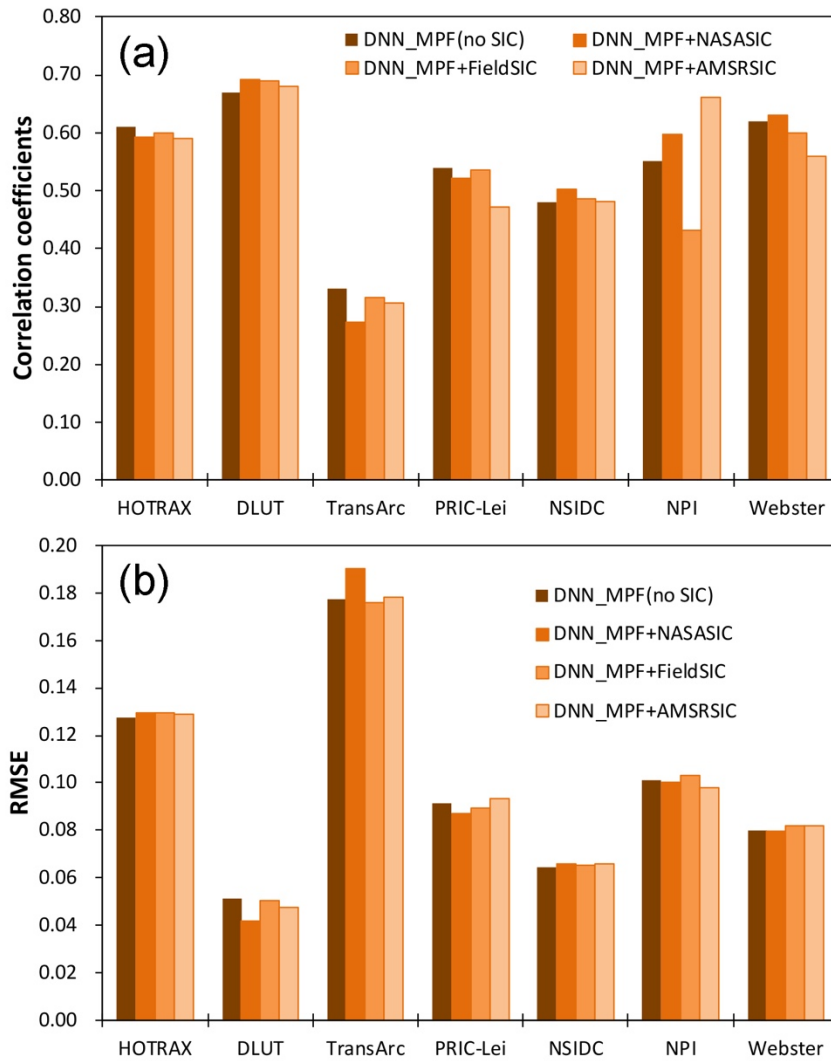 (a)
DNN_MPF(no SIC) DNN_MPF+NASASIC
DNN_MPF+FieldSIC DNN_MPF+AMSRSIC
Correlation coefficients
0.80
0.70
0.60
0.50
0.40
0.30
0.20
0.10
0.00
HOTRAX DLUT TransArc PRIC-Lei NSIDC NPI Webster
(b)
DNN_MPF(no SIC)
DNN_MPF+NASASIC
DNN_MPF+FieldSIC
DNN_MPF+AMSRSIC
RMSE
0.20
0.18
0.16
0.14
0.12
0.10
0.08
0.06
0.04
0.02
0.00
HOTRAX DLUT TransArc PRIC-Lei NSIDC NPI Webster